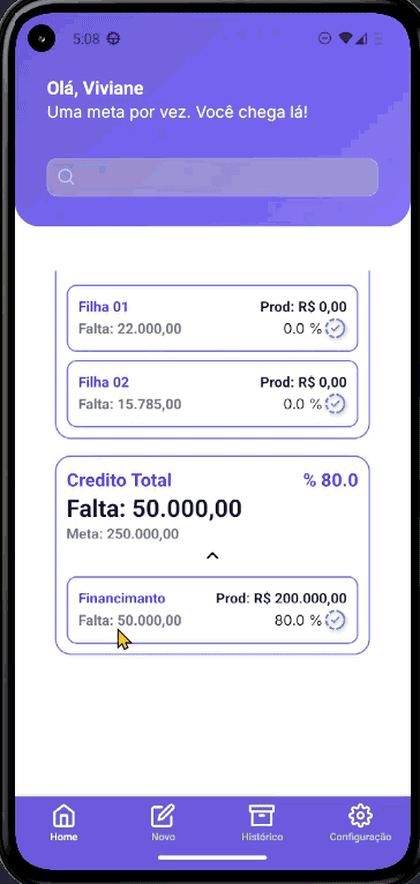 5:08
Olá, Viviane
Uma meta por vez. Você chega lá!
Filha 01 Prod: R$ 0,00
Falta: 22.000,00 0.0 %
Filha 02 Prod: R$ 0,00
Falta: 15.785,00 0.0 %
Credito Total % 80.0
Falta: 50.000,00
Meta: 250.000,00
Financimanto Prod: R$ 200.000,00
Falta: 50.000,00 80.0 %
Home Novo Histórico Configuração